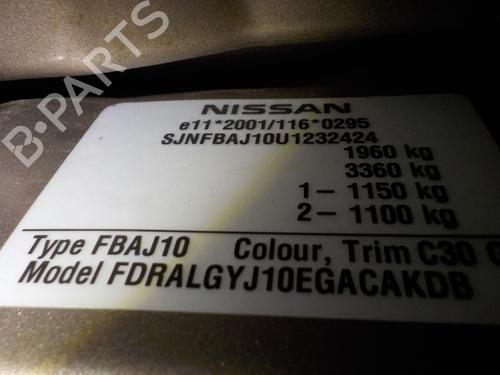 NISSAN
e11*2001/116*0295
SJNFBAJ10U1232424
1960 kg
3360 kg
1 – 1150 kg
2 – 1100 kg
Type FBAJ10 Colour, Trim C30
Model FDRALGYJ10EGACAKDB
B-PARTS
B-PARTS